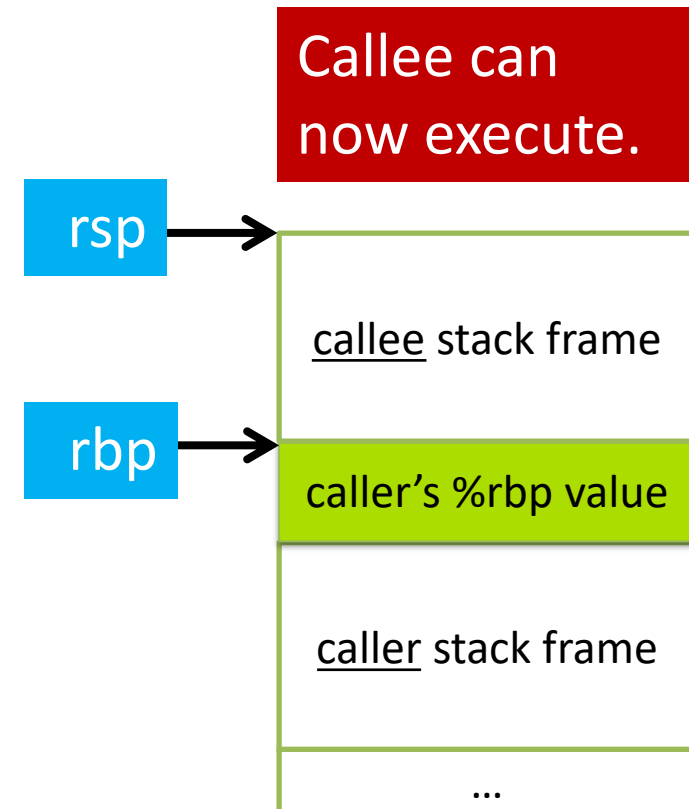 Callee can
now execute.
rsp
callee stack frame
rbp
caller’s %rbp value
caller stack frame
…